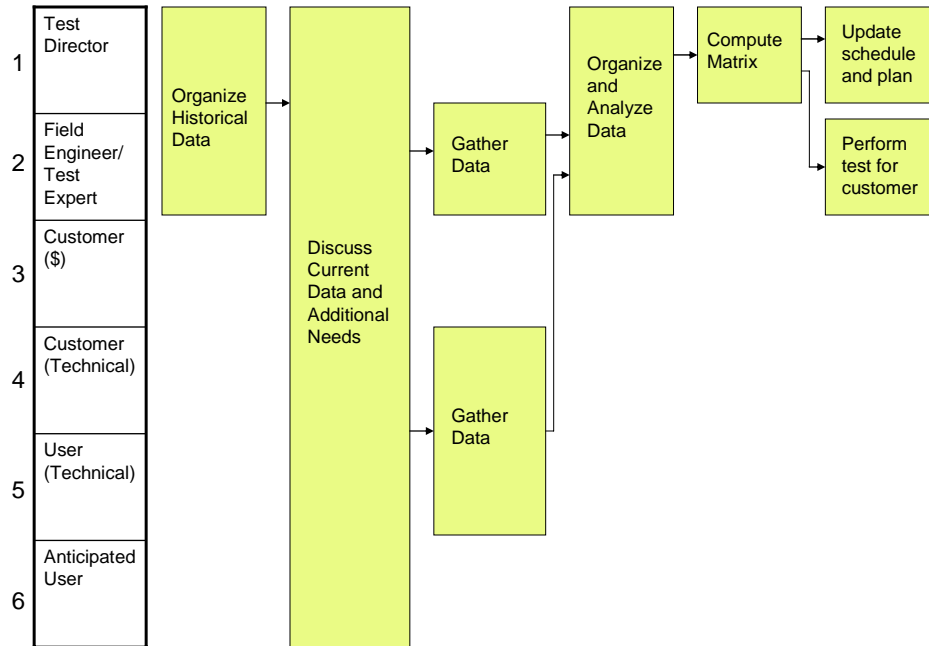 1
Test
Director
2
Field
Engineer/
Test
Expert
3
Customer
($)
4
Customer
(Technical)
5
User
(Technical)
6
Anticipated
User
Organize
Historical
Data
Discuss
Current
Data and
Additional
Needs
Gather
Data
Gather
Data
Organize
and
Analyze
Data
Compute
Matrix
Update
schedule
and plan
Perform
test for
customer